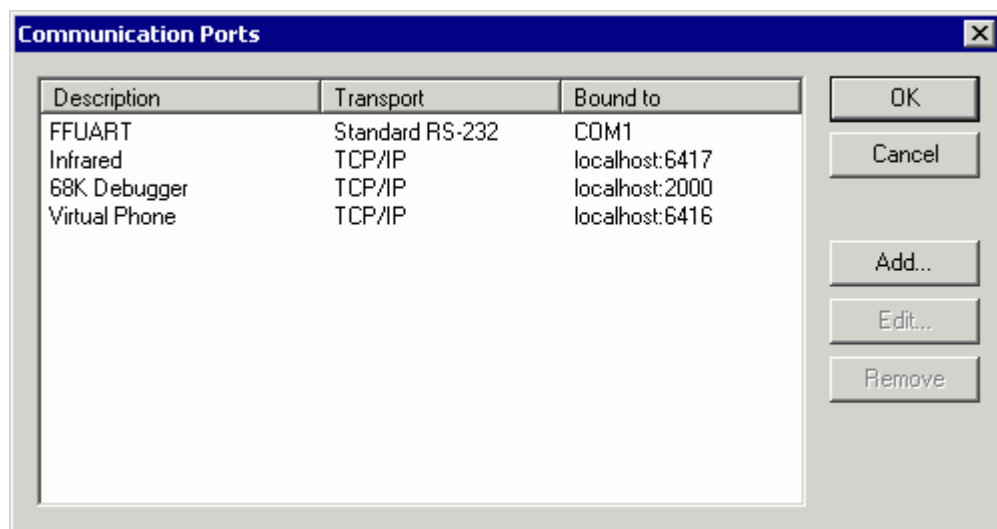 Communication Ports
Description Transport Bound to
FFUART Standard RS-232 COM1
Infrared TCP/IP localhost:6417
68K Debugger TCP/IP localhost:2000
Virtual Phone TCP/IP localhost:6416
OK
Cancel
Add...
Edit...
Remove